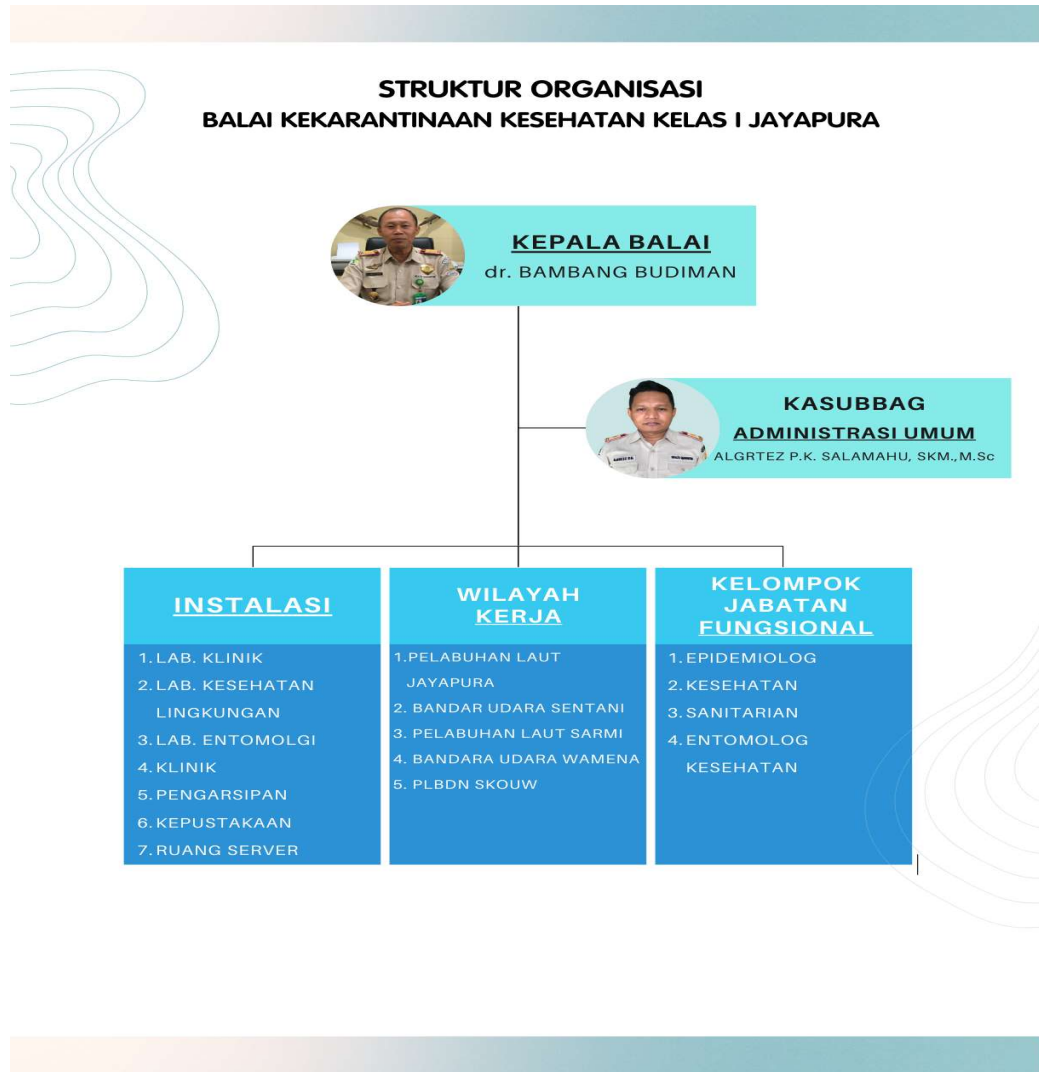 STRUKTUR ORGANISASI
BALAI KEKARANTINAAN KESEHATAN KELAS I JAYAPURA
KEPALA BALAI
dr. BAMBANG BUDIMAN
KASUBBAG
ADMINISTRASI UMUM
ALGRTEZ P.K. SALAMAHU, SKM.,M.Sc
INSTALASI
1. LAB. KLINIK
2. LAB. KESEHATAN
LINGKUNGAN
3. LAB. ENTOMOLGI
4. KLINIK
5. PENGARSIPAN
6. KEPUSTAKAAN
7. RUANG SERVER
WILAYAH
KERJA
1.PELABUHAN LAUT
JAYAPURA
2. BANDAR UDARA SENTANI
3. PELABUHAN LAUT SARMI
4. BANDARA UDARA WAMENA
5. PLBDN SKOUW
KELOMPOK
JABATAN
FUNGSIONAL
1. EPIDEMIOLOG
2. KESEHATAN
3. SANITARIAN
4. ENTOMOLOG
KESEHATAN